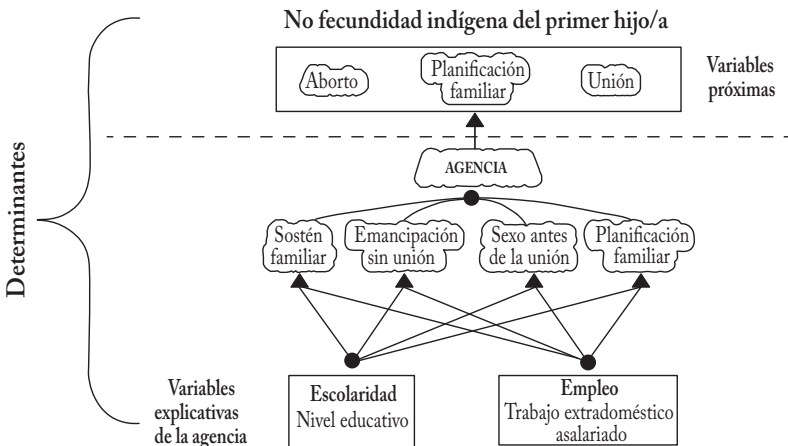 No fecundidad indígena del primer hijo/a
Aborto
Planificación
familiar
Unión
Variables
próximas
Determinantes
AGENCIA
Sostén
familiar
Emancipación
sin unión
Sexo antes
de la unión
Planificación
familiar
Variables
explicativas
de la agencia
Escolaridad
Nivel educativo
Empleo
Trabajo extradoméstico
asalariado